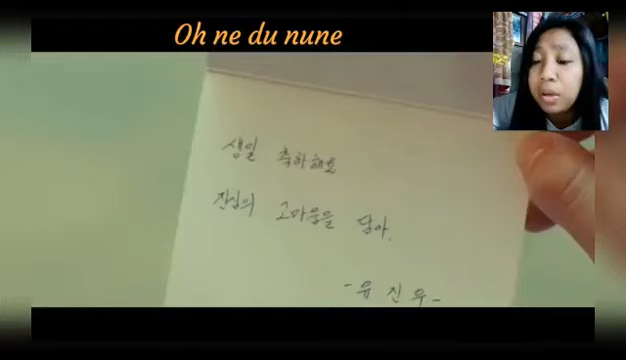 Oh ne du nune
생일 축하해요
진심의 고마움을 담아.
- 유 진 우 -